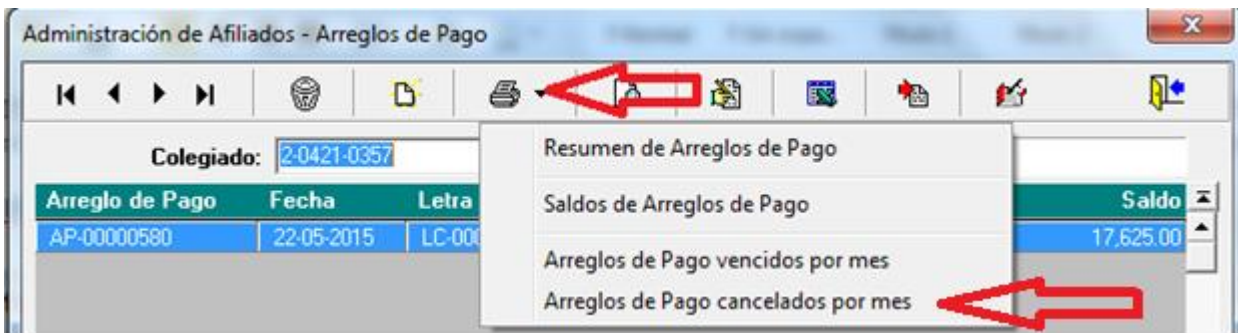 Administración de Afiliados - Arreglos de Pago
Colegiado: 2-0421-0357
Resumen de Arreglos de Pago
Arreglo de Pago Fecha Letra Saldo
Saldos de Arreglos de Pago
AP-00000580 22-05-2015 LC-000 17,625.00
Arreglos de Pago vencidos por mes
Arreglos de Pago cancelados por mes